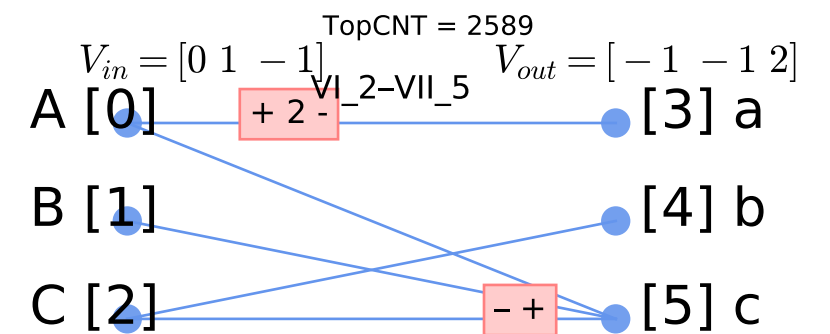 TopCNT = 2589
V_in = [0 1 −1] V_out = [−1 −1 2]
VI_2–VII_5
A [0] + 2 - [3] a
B [1] [4] b
C [2] – + [5] c